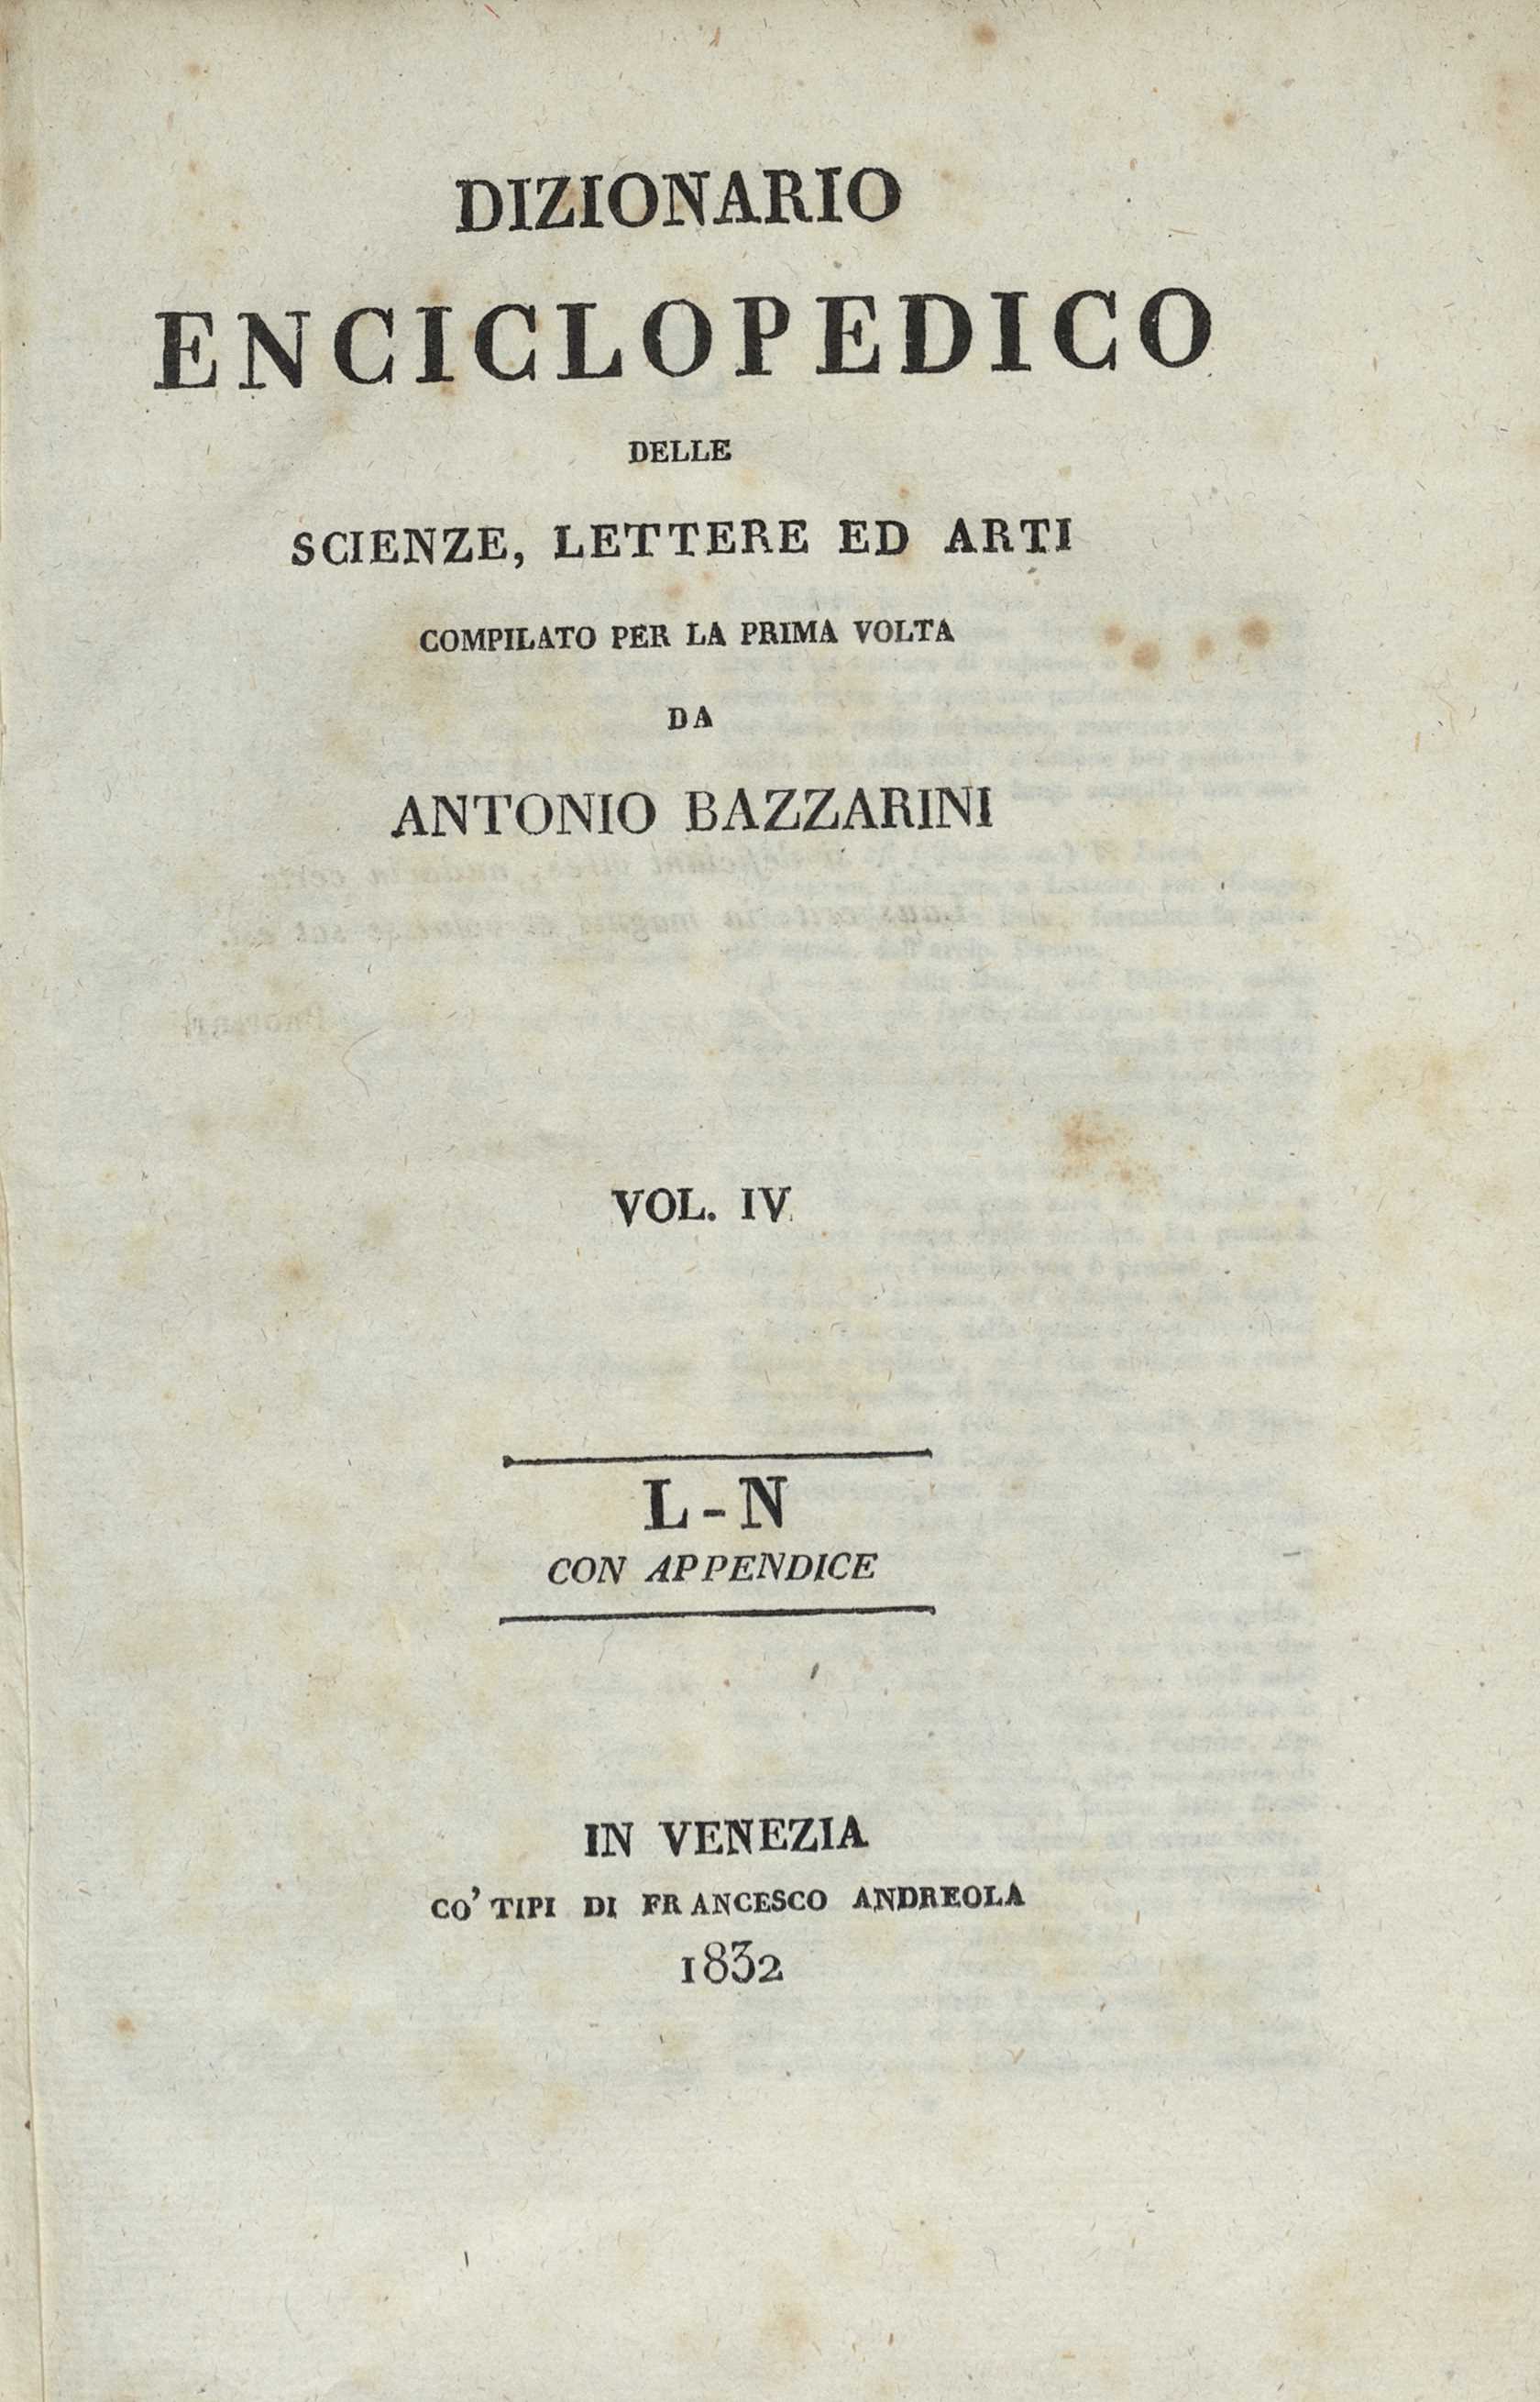 DIZIONARIO
ENCICLOPEDICO
DELLE
SCIENZE, LETTERE ED ARTI
COMPILATO PER LA PRIMA VOLTA
DA
ANTONIO BAZZARINI
VOL. IV
L-N
CON APPENDICE
IN VENEZIA
CO' TIPI DI FRANCESCO ANDREOLA
1832